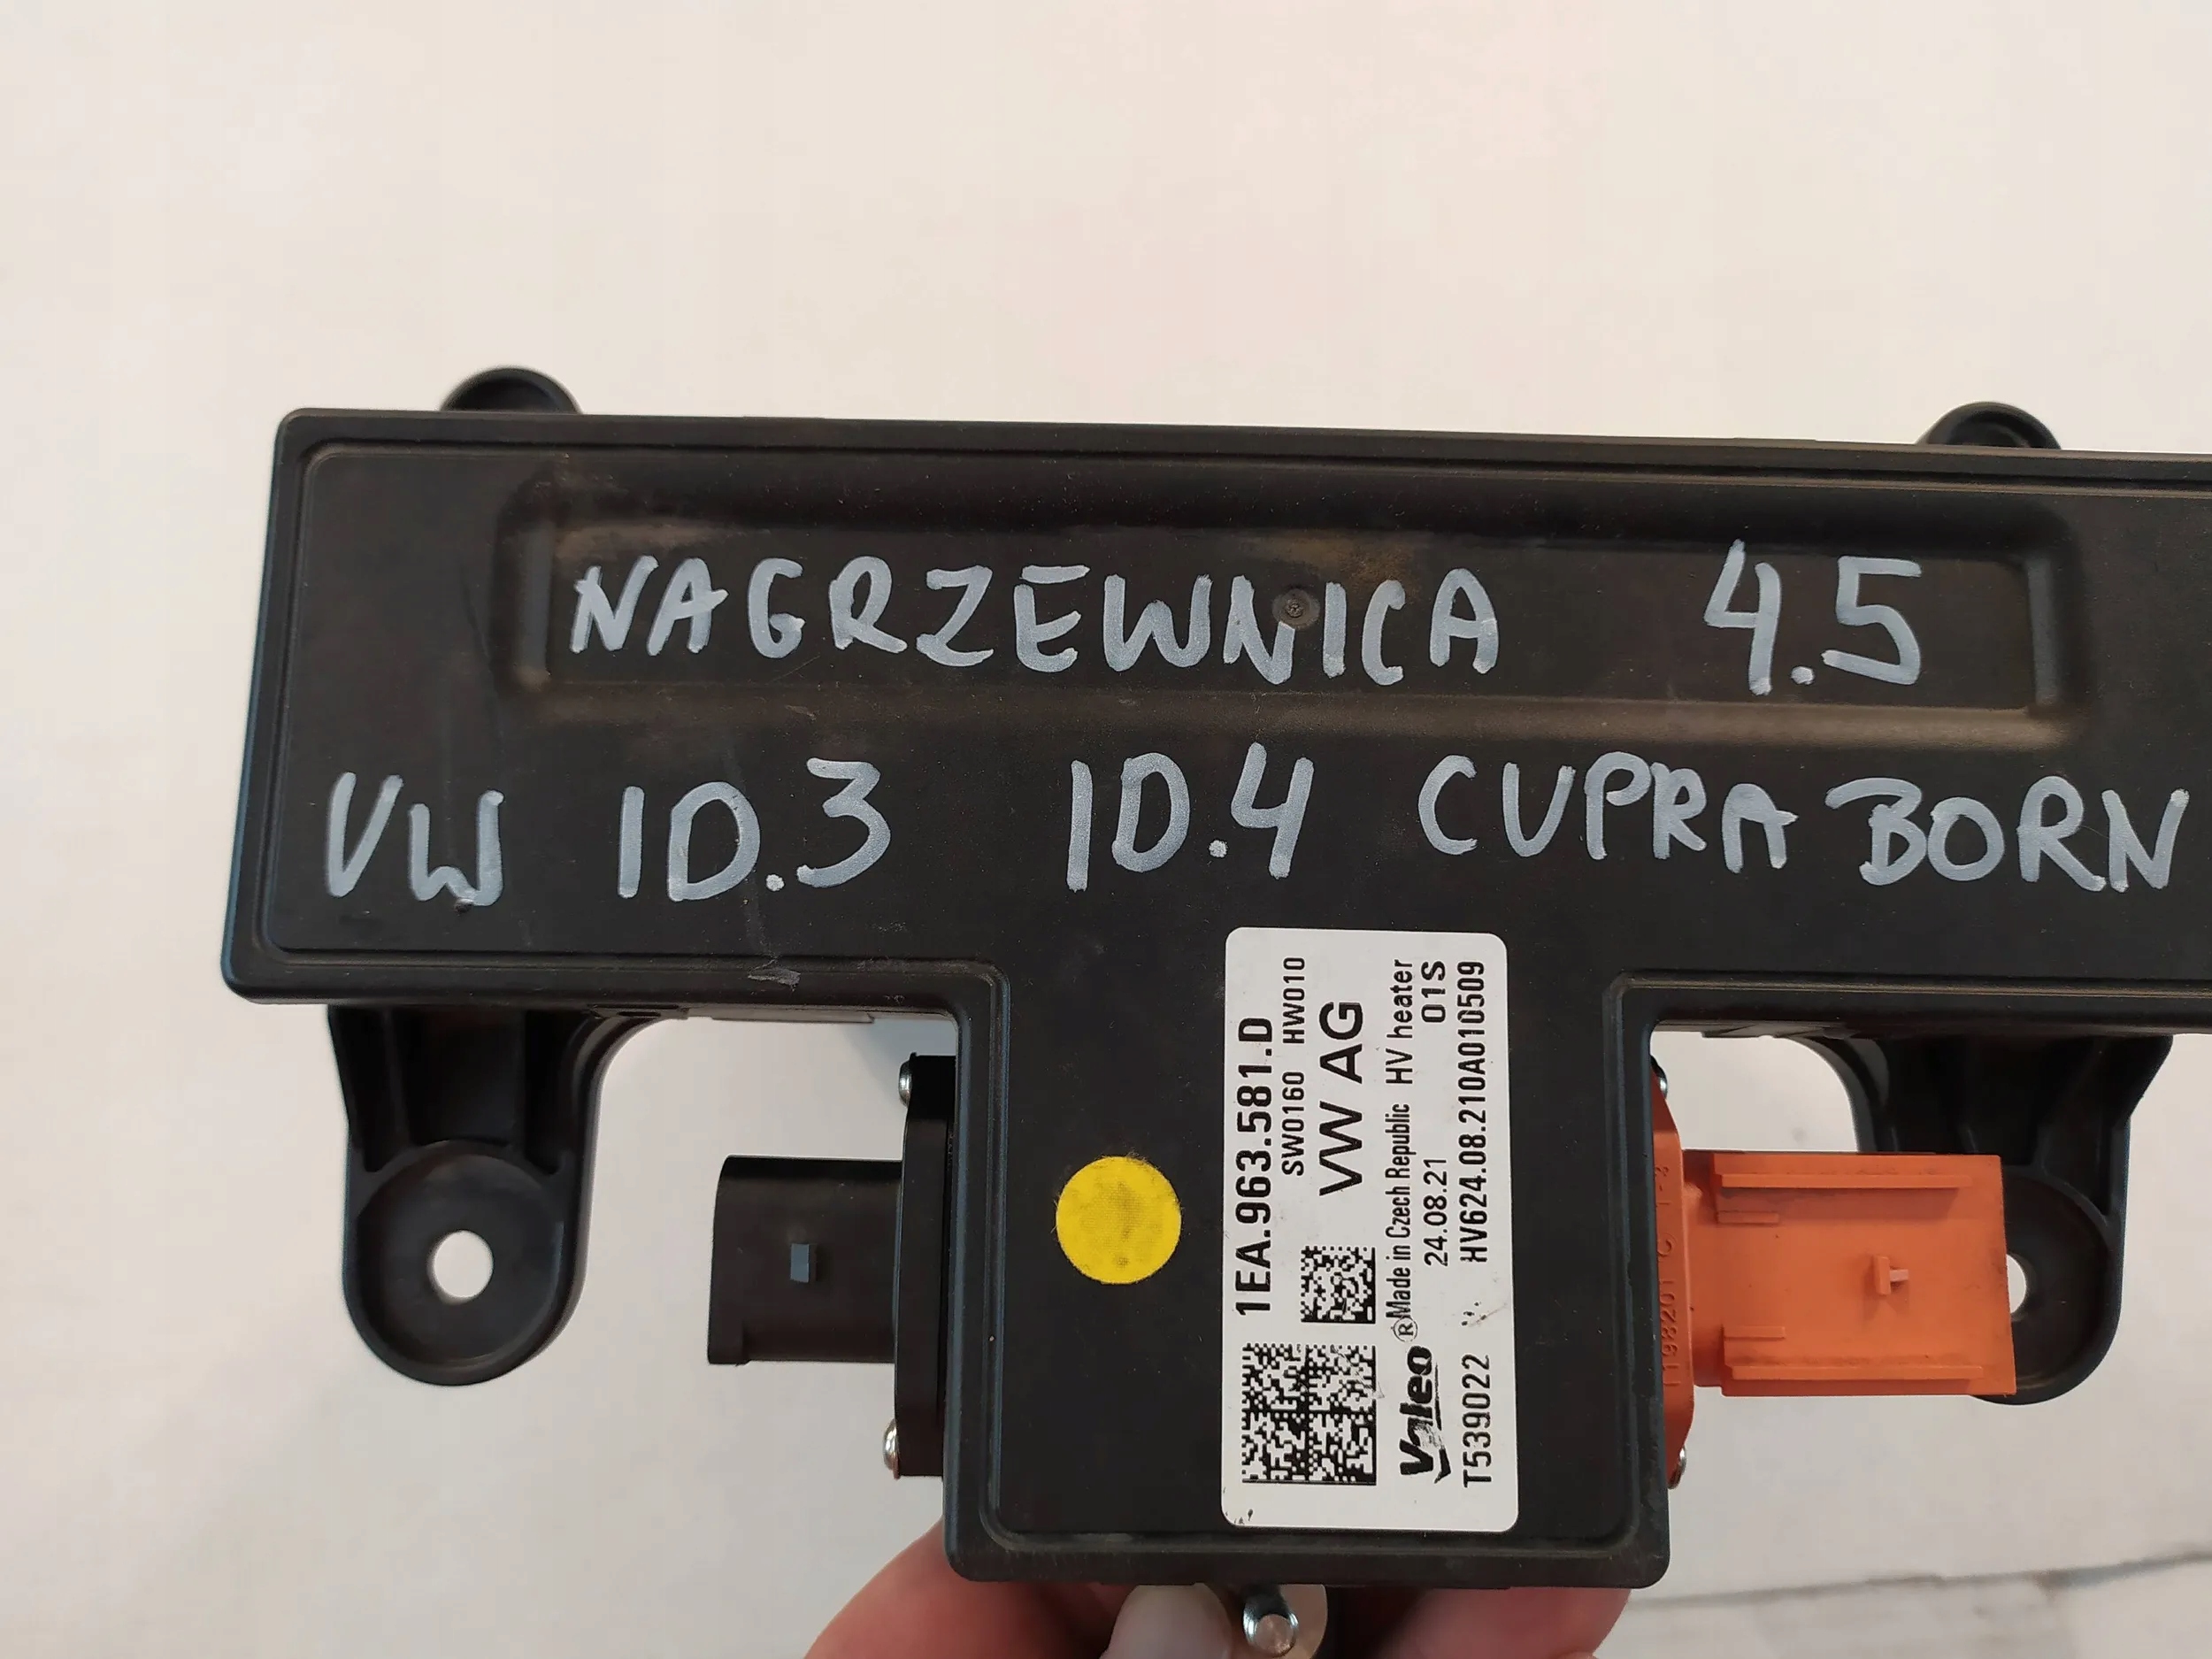 NAGRZEWNICA 4.5
VW ID.3 ID.4 CUPRA BORN
1EA.963.581.D
SW0160 HW010
VW AG
Valeo ® Made in Czech Republic HV heater
24.08.21 01S
T539022 HV624.08.210A010509